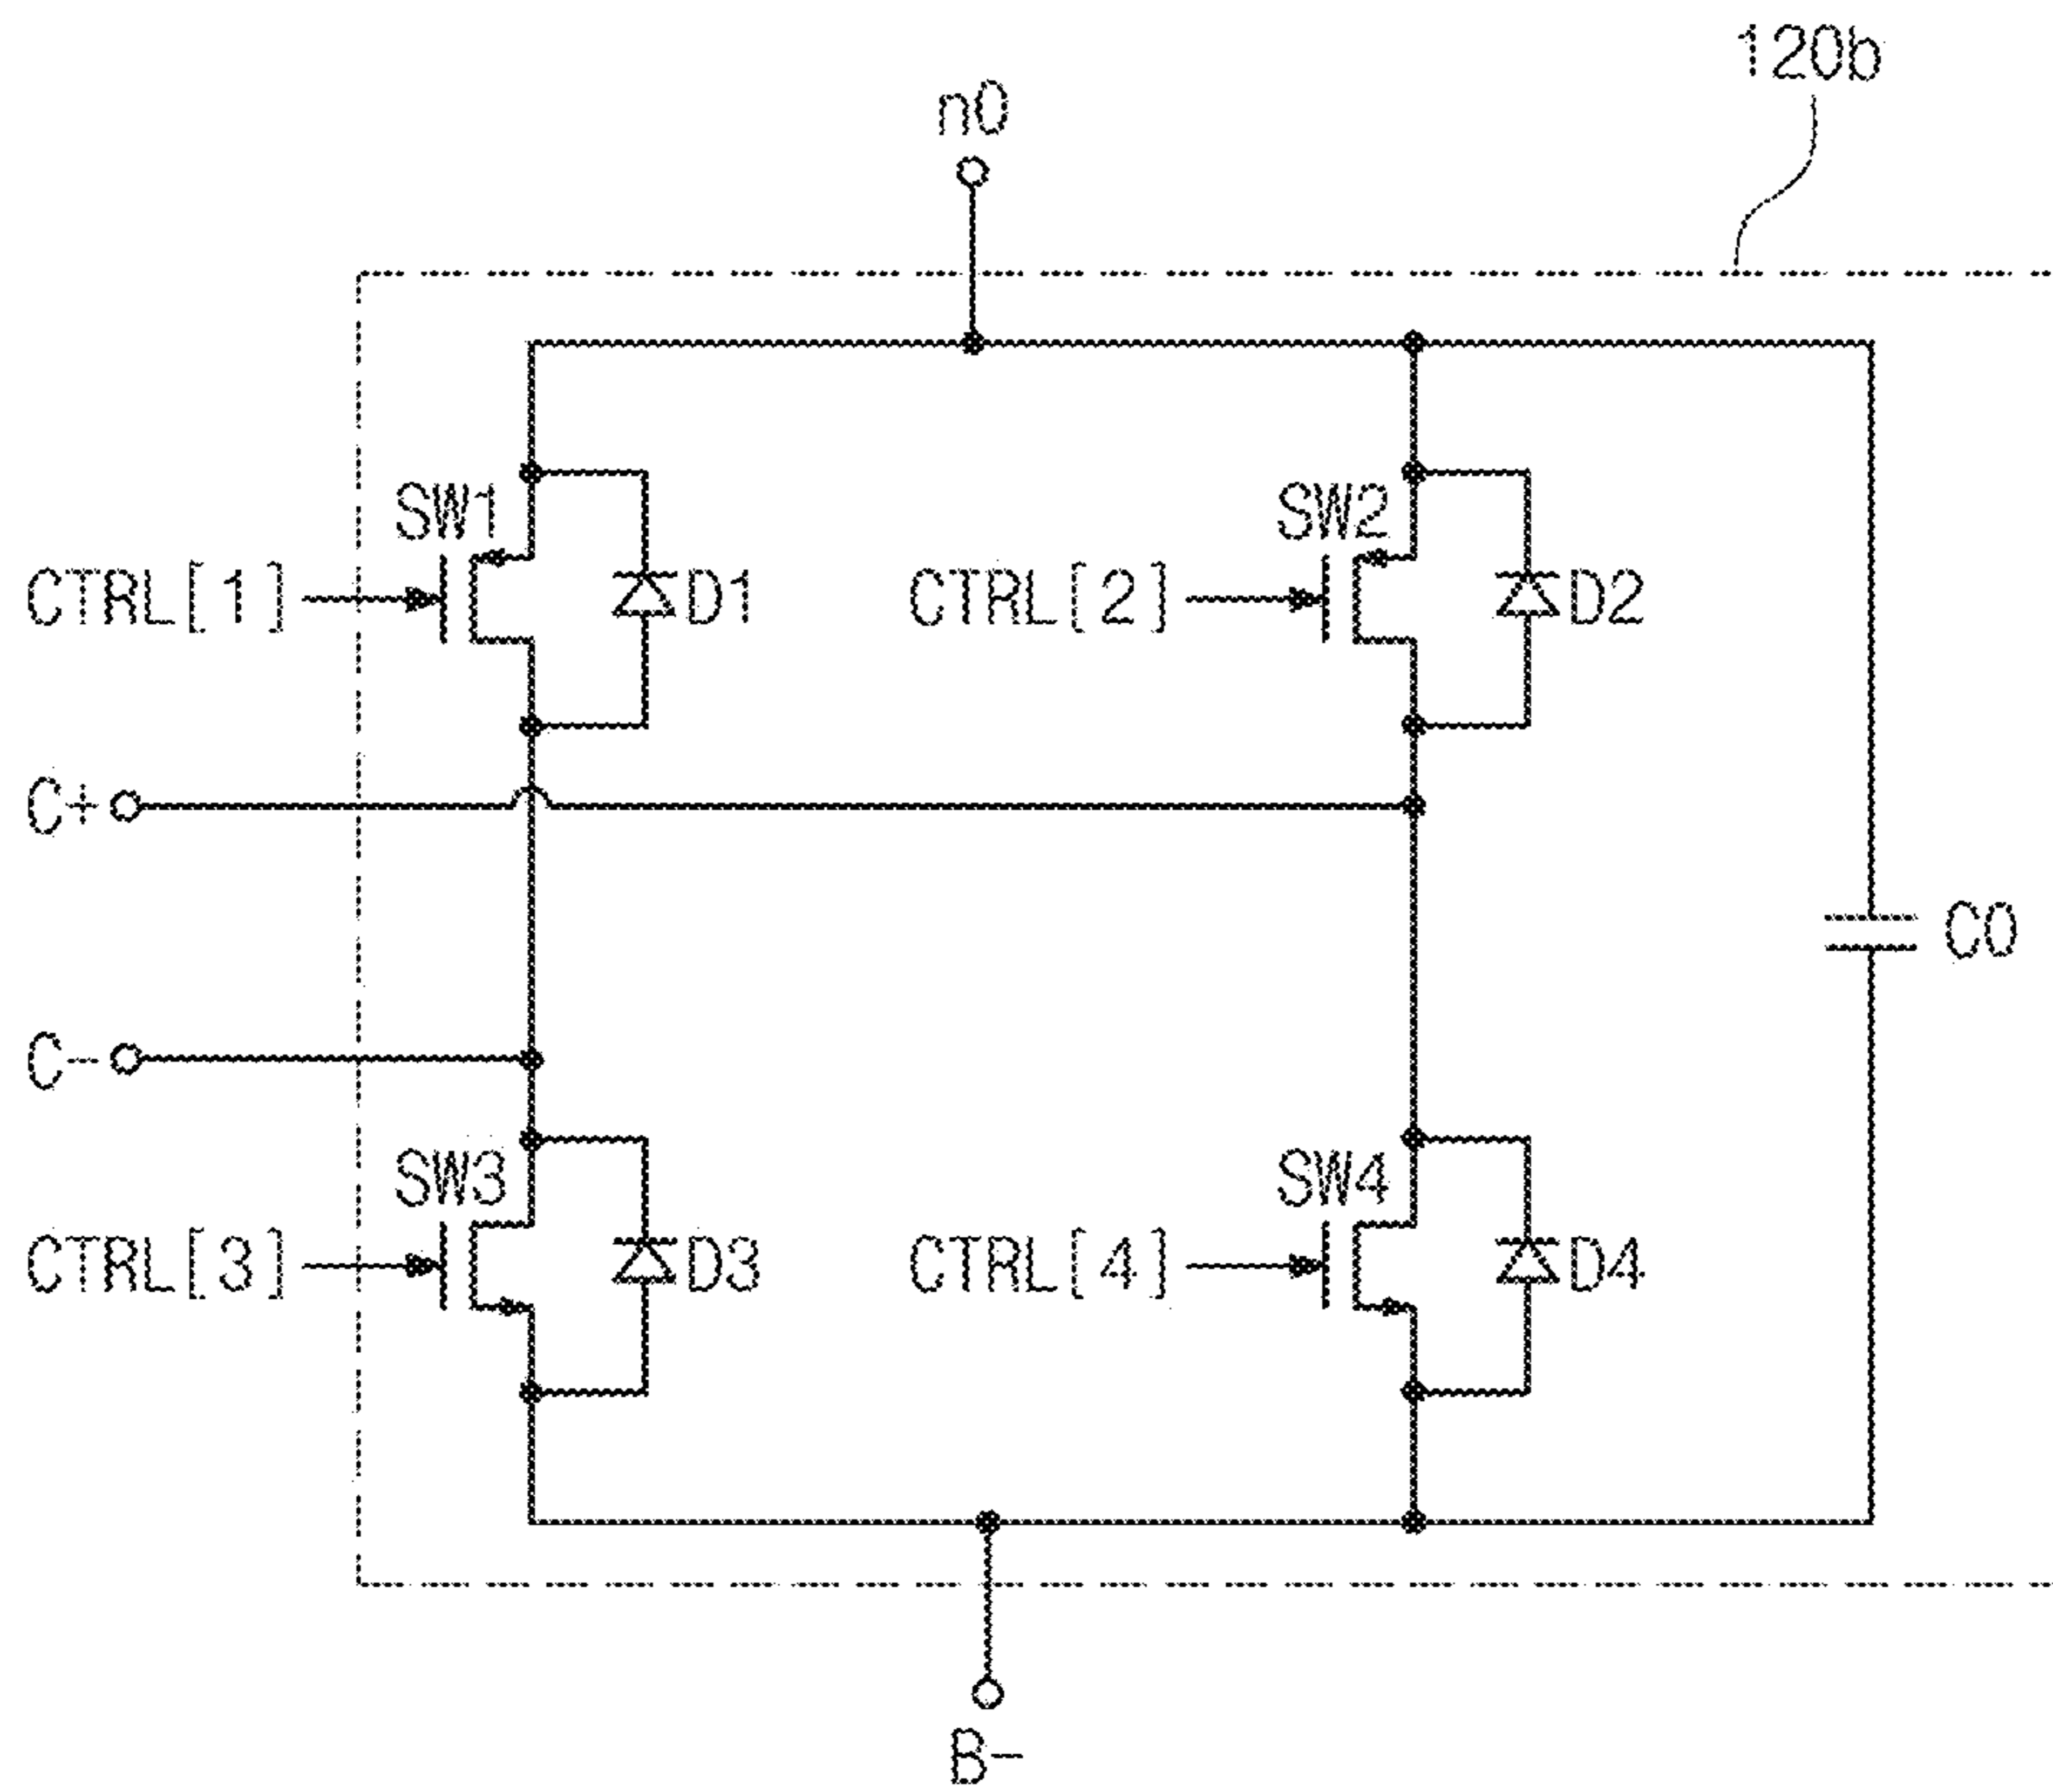 120b
n0
SW1
SW2
CTRL[1]
D1
CTRL[2]
D2
C+
C0
C-
SW3
SW4
CTRL[3]
D3
CTRL[4]
D4
B-